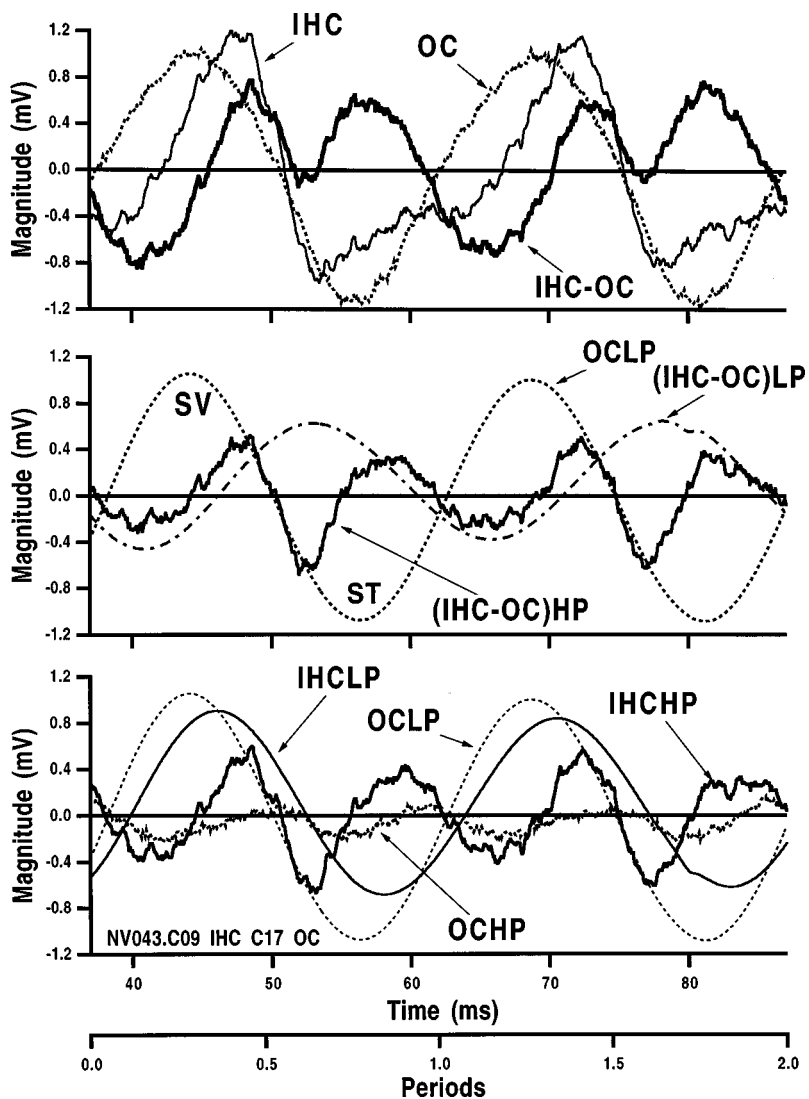 IHC
OC
1.2
0.8
0.4
0.0
-0.4
-0.8
-1.2
Magnitude (mV)
IHC-OC
OCLP
(IHC-OC)LP
1.2
0.8
0.4
0.0
-0.4
-0.8
-1.2
Magnitude (mV)
SV
ST
(IHC-OC)HP
IHCLP
OCLP
IHCHP
1.2
0.8
0.4
0.0
-0.4
-0.8
-1.2
Magnitude (mV)
OCHP
NV043.C09 IHC C17 OC
40 50 60 70 80
Time (ms)
0.0 0.5 1.0 1.5 2.0
Periods